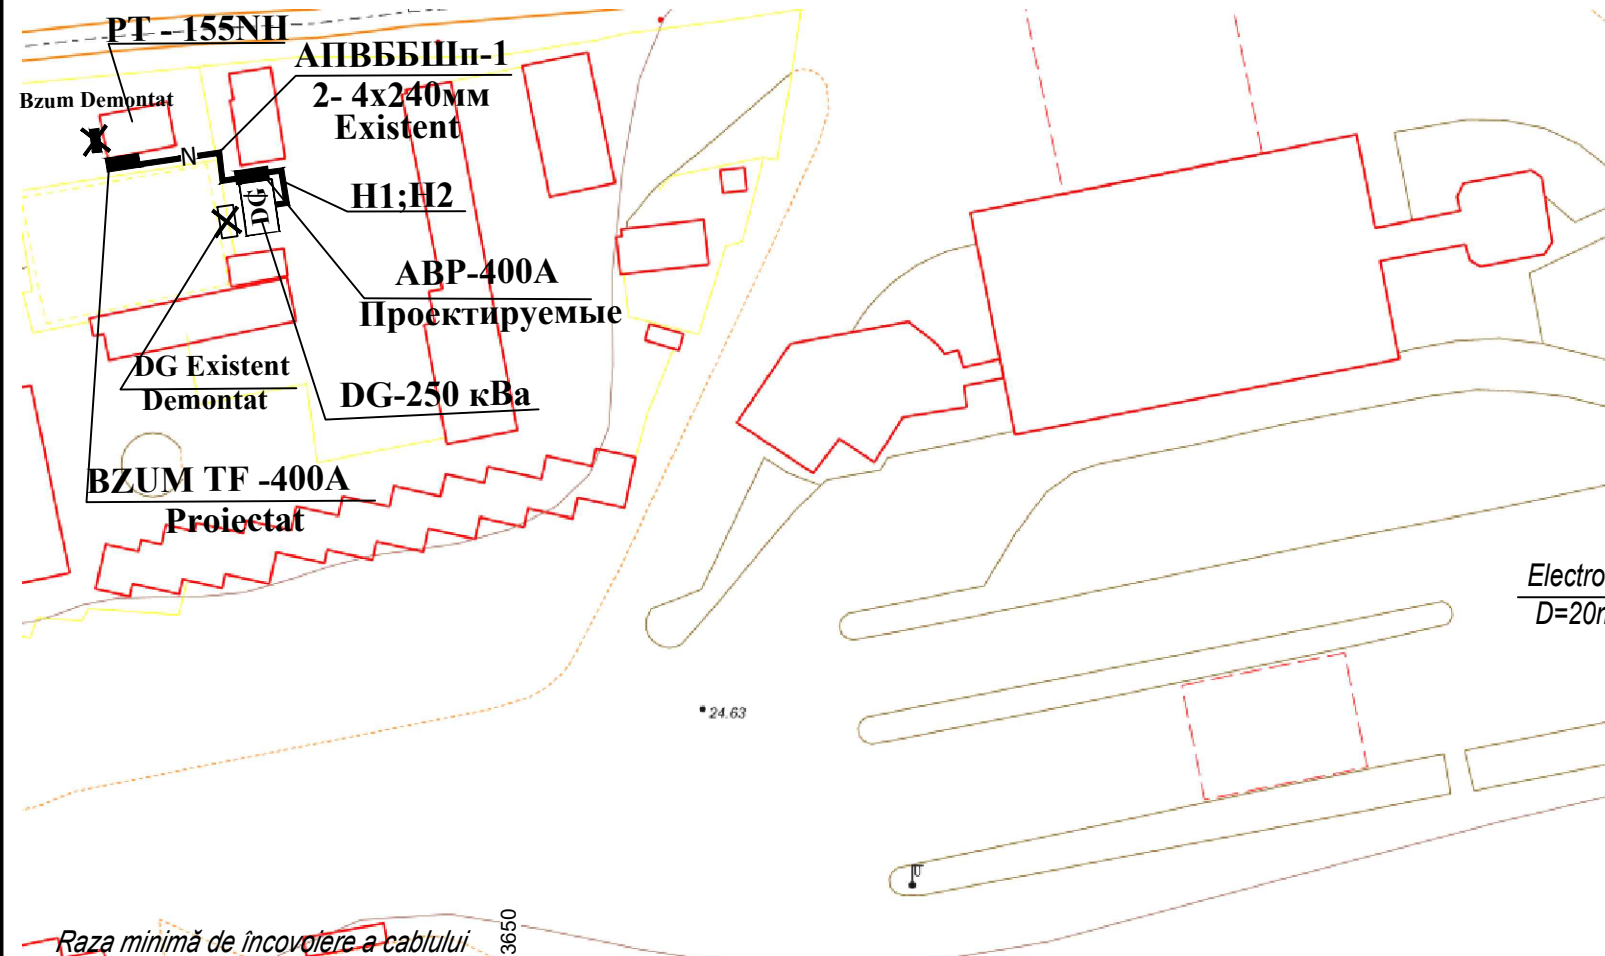 PT - 155NH
АПВББШп-1
2- 4x240мм
Existent
Bzum Demontat
N
H1;H2
DG
АВР-400А
Проектируемые
DG Existent
Demontat
DG-250 кВа
BZUM TF -400A
Proiectat
Electro
D=20m
24.63
3650
Raza minimă de încovoiere a cablului